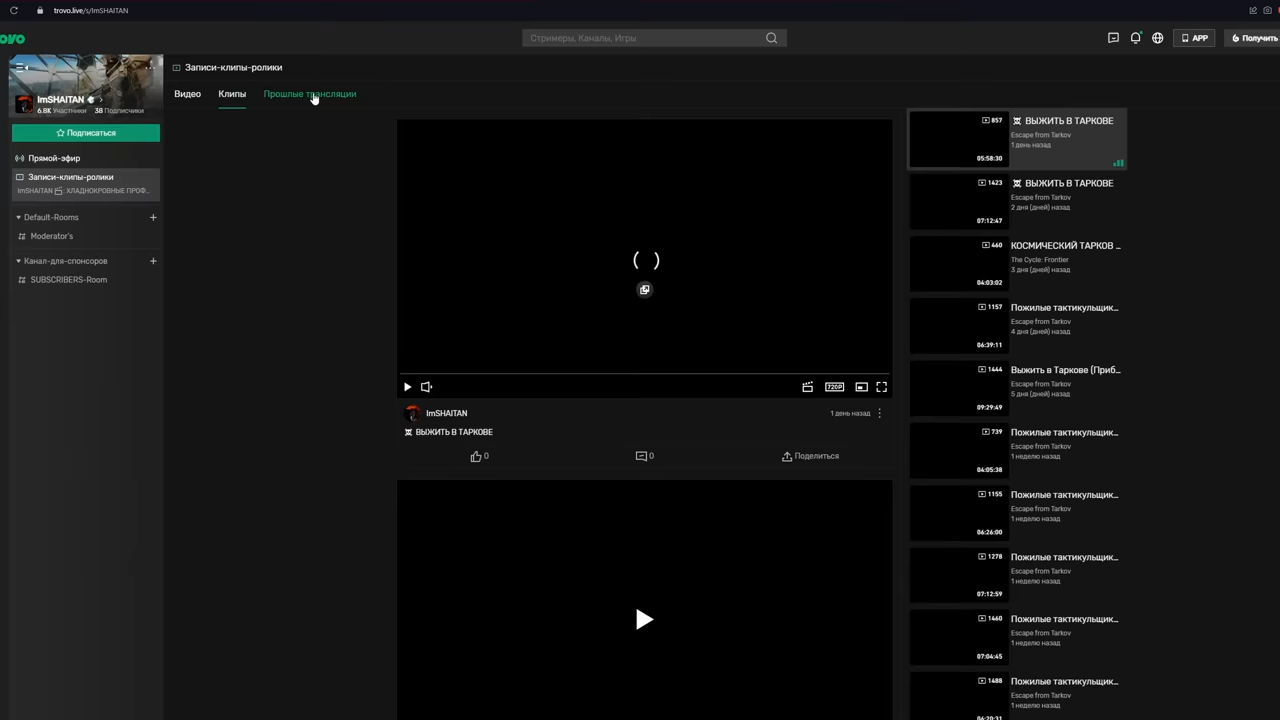 trovo.live/s/ImSHAITAN
ovo
Стримеры, Каналы, Игры
APP
Получить
ImSHAITAN
6.8K Участники 38 Подписчики
Подписаться
Прямой-эфир
Записи-клипы-ролики
ImSHAITAN ХЛАДНОКРОВНЫЕ ПРОФ...
Default-Rooms
Moderator's
Канал-для-спонсоров
SUBSCRIBERS-Room
Записи-клипы-ролики
Видео
Клипы
Прошлые трансляции
720P
ImSHAITAN
1 день назад
ВЫЖИТЬ В ТАРКОВЕ
0
0
Поделиться
857
05:58:30
ВЫЖИТЬ В ТАРКОВЕ
Escape from Tarkov
1 день назад
1423
07:12:47
ВЫЖИТЬ В ТАРКОВЕ
Escape from Tarkov
2 дня (дней) назад
460
04:03:02
КОСМИЧЕСКИЙ ТАРКОВ ...
The Cycle: Frontier
3 дня (дней) назад
1157
06:39:11
Пожилые тактикульщик...
Escape from Tarkov
4 дня (дней) назад
1444
09:29:49
Выжить в Таркове (Приб...
Escape from Tarkov
5 дня (дней) назад
739
04:05:38
Пожилые тактикульщик...
Escape from Tarkov
1 неделю назад
1155
06:26:00
Пожилые тактикульщик...
Escape from Tarkov
1 неделю назад
1278
07:12:59
Пожилые тактикульщик...
Escape from Tarkov
1 неделю назад
1460
07:04:45
Пожилые тактикульщик...
Escape from Tarkov
1 неделю назад
1488
06:20:31
Пожилые тактикульщик...
Escape from Tarkov
1 неделю назад